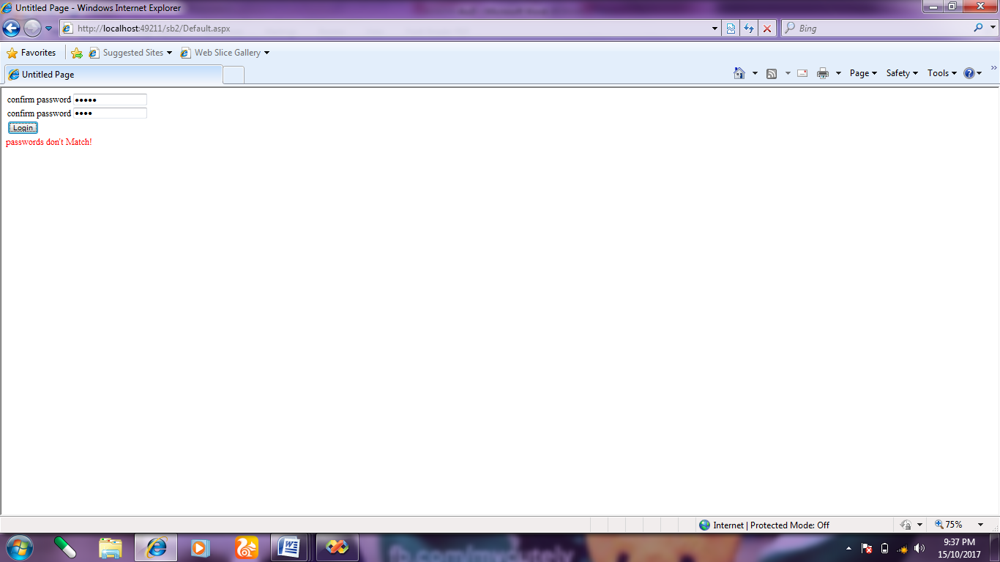 Untitled Page - Windows Internet Explorer
http://localhost:49211/sb2/Default.aspx
Bing
Favorites Suggested Sites Web Slice Gallery
Untitled Page
Page Safety Tools
confirm password •••••
confirm password ••••
Login
passwords don't Match!
Internet | Protected Mode: Off
75%
9:37 PM
15/10/2017